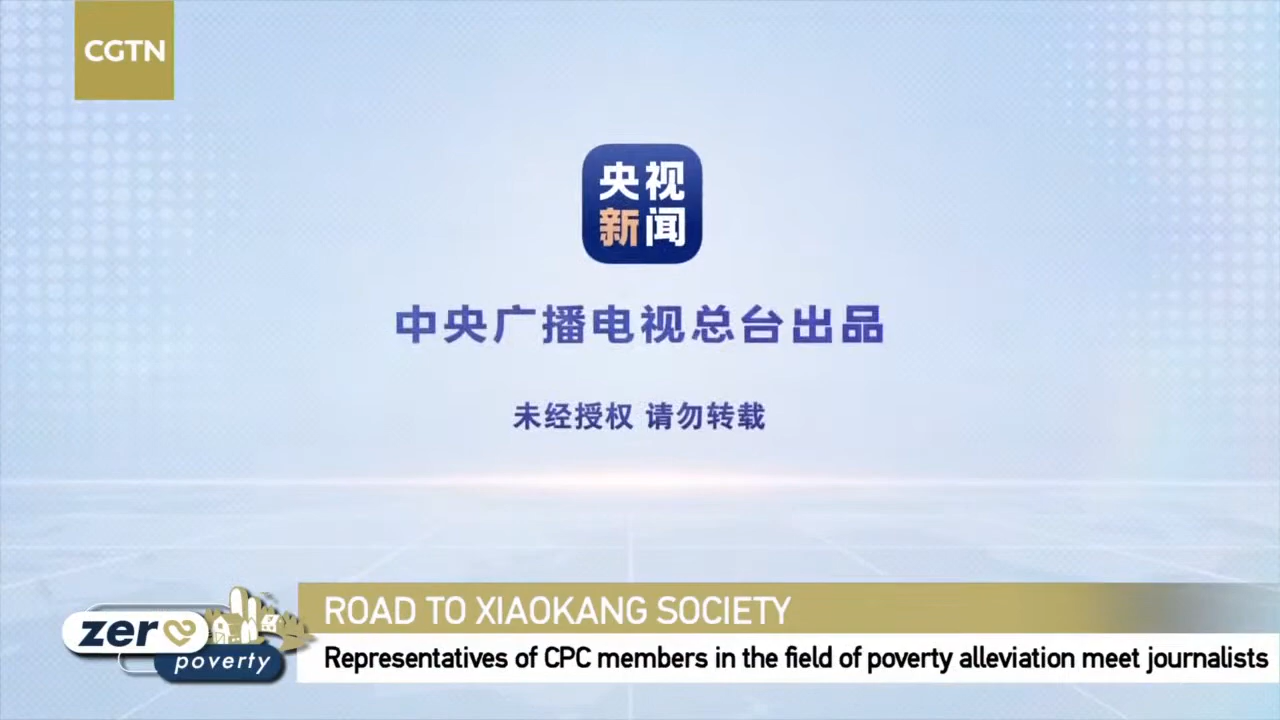 CGTN
央视
新闻
中央广播电视总台出品
未经授权 请勿转载
ROAD TO XIAOKANG SOCIETY
zero
poverty
Representatives of CPC members in the field of poverty alleviation meet journalists